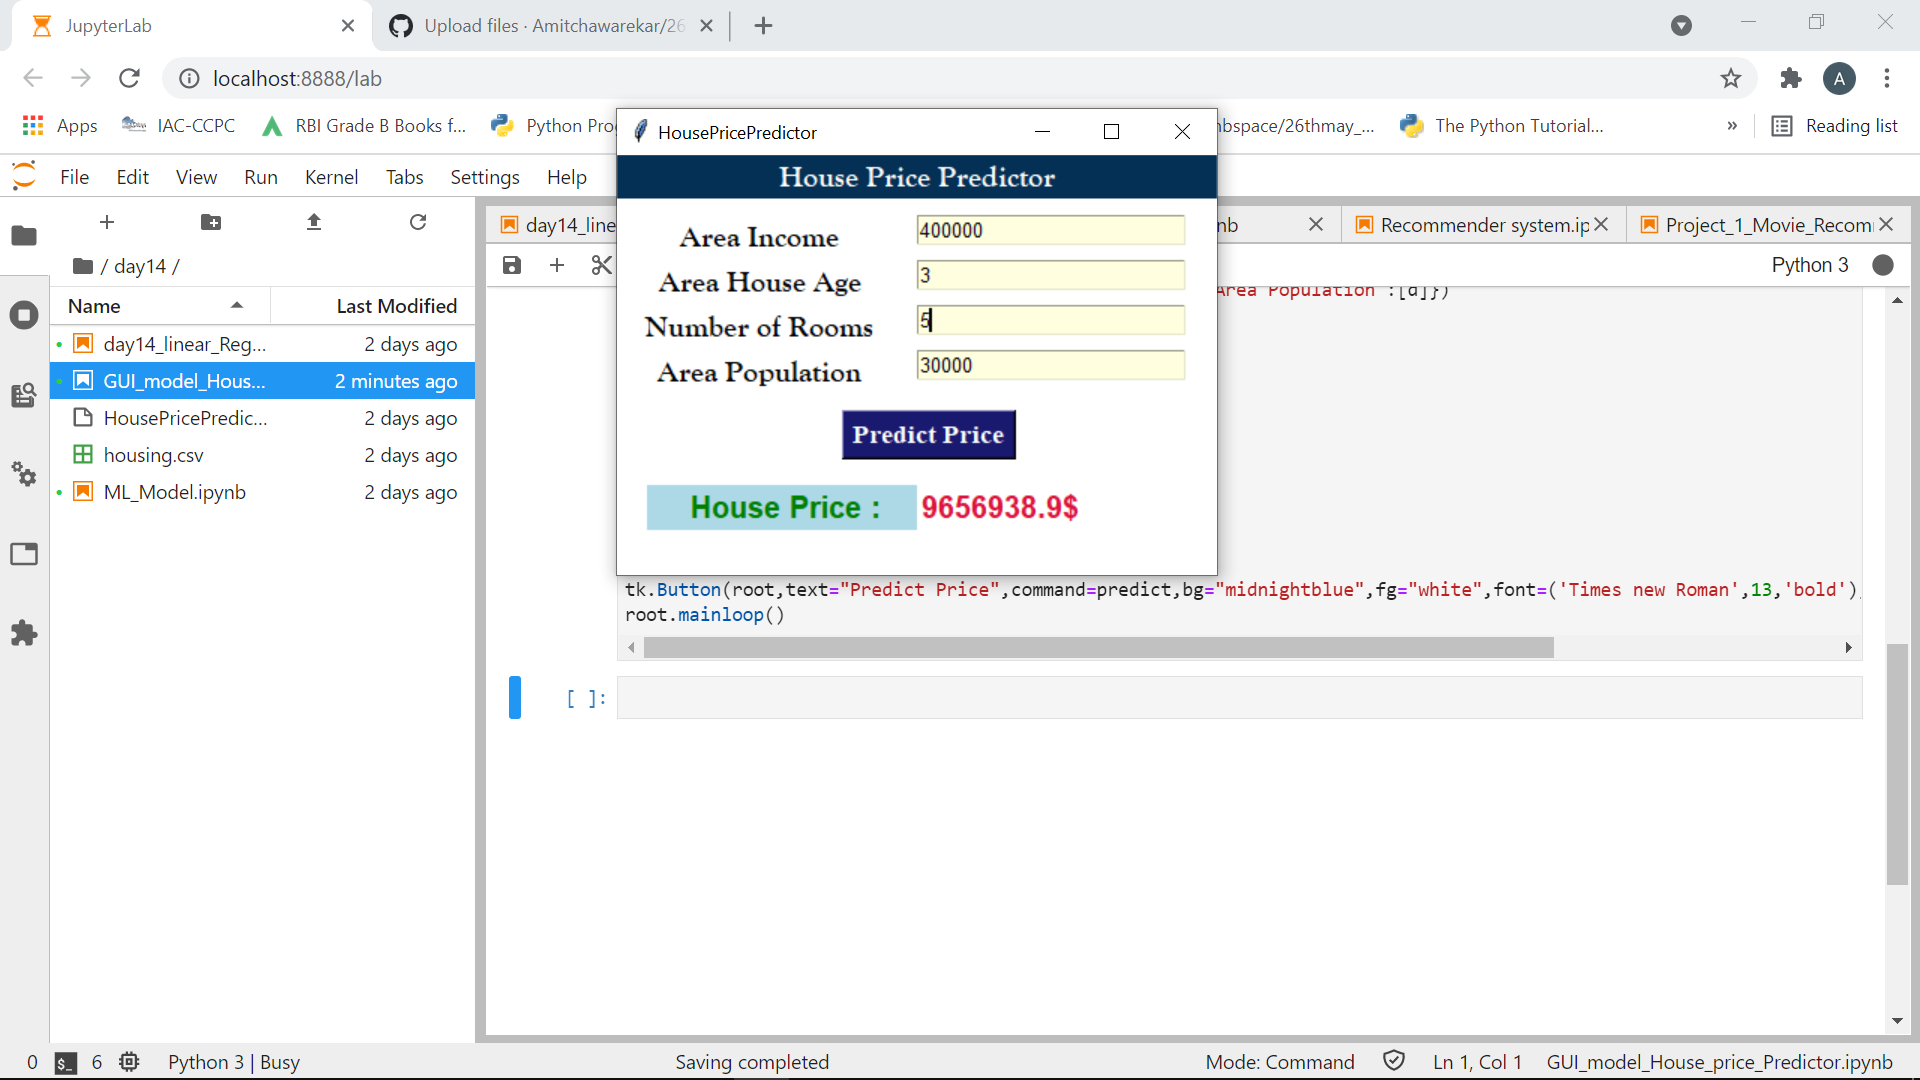 JupyterLab
Upload files · Amitchawarekar/26
localhost:8888/lab
A
Apps
IAC-CCPC
RBI Grade B Books f...
Python Pro
nbspace/26thmay_...
The Python Tutorial...
»
Reading list
HousePricePredictor
File Edit View Run Kernel Tabs Settings Help
House Price Predictor
day14_line
nb
Recommender system.ip
Project_1_Movie_Recom
Area Income 400000
/ day14 /
Python 3
Area House Age 3
Area Population':[d]})
Name Last Modified
Number of Rooms 5
day14_linear_Reg... 2 days ago
Area Population 30000
GUI_model_Hous... 2 minutes ago
HousePricePredic... 2 days ago
Predict Price
housing.csv 2 days ago
ML_Model.ipynb 2 days ago
House Price : 9656938.9$
tk.Button(root,text="Predict Price",command=predict,bg="midnightblue",fg="white",font=('Times new Roman',13,'bold')
root.mainloop()
[ ]:
0 $_ 6 Python 3 | Busy Saving completed Mode: Command Ln 1, Col 1 GUI_model_House_price_Predictor.ipynb